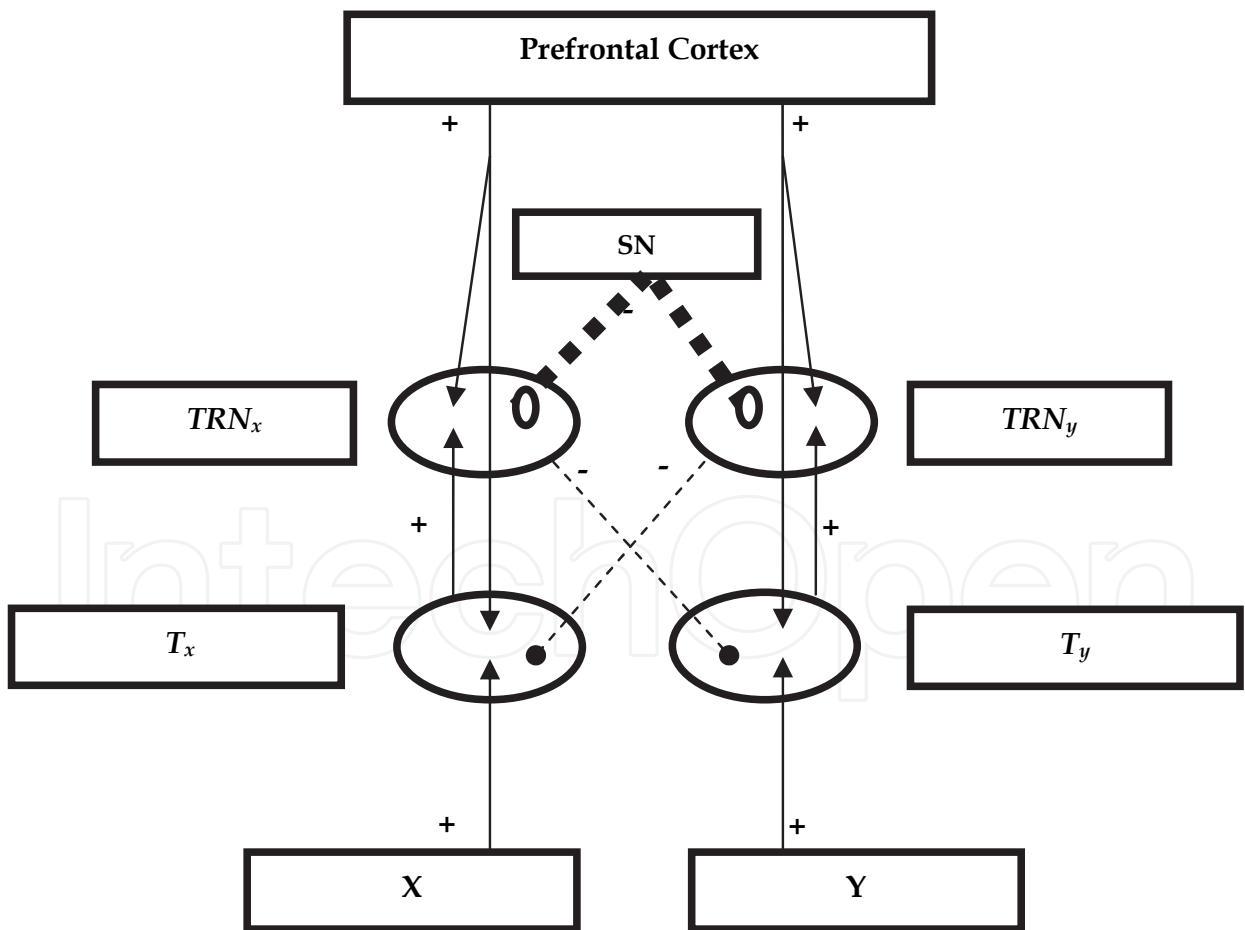 Prefrontal Cortex
+ +
SN
-
TRNx TRNy
- -
+ +
IntechOpen
Tx Ty
+ +
X Y